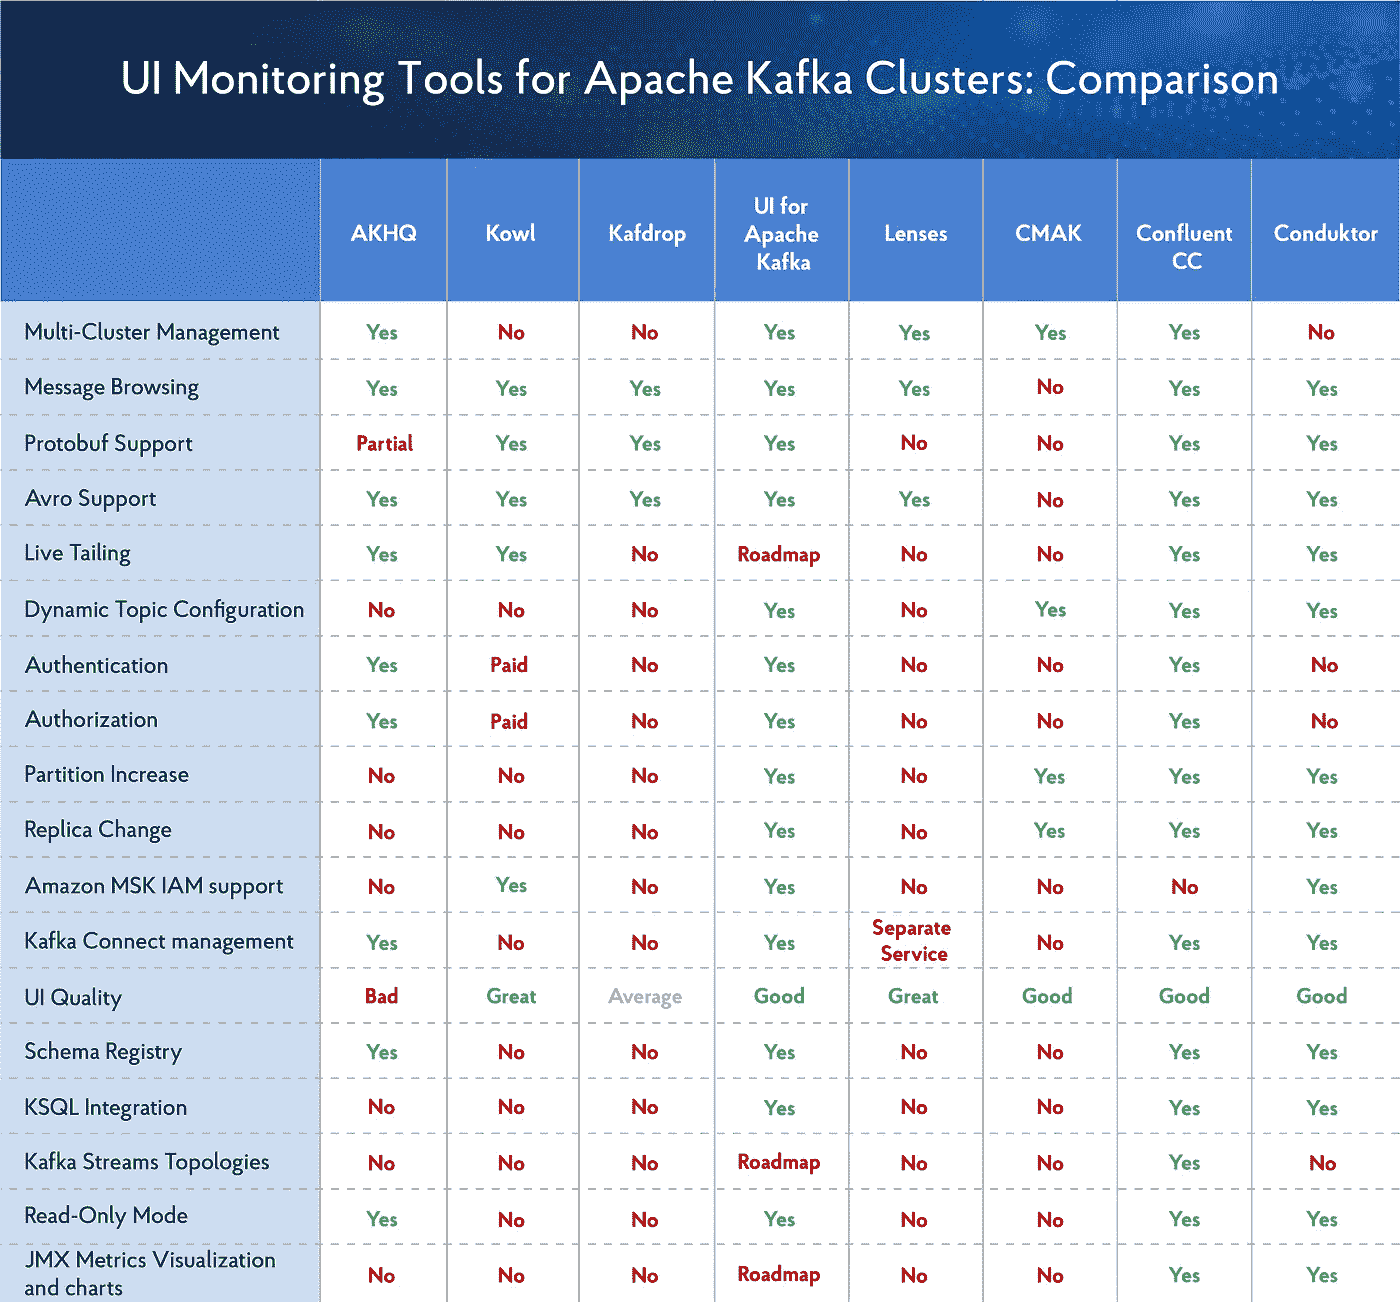 UI Monitoring Tools for Apache Kafka Clusters: Comparison
AKHQ Kowl Kafdrop UI for Apache Kafka Lenses CMAK Confluent CC Conduktor
Multi-Cluster Management Yes No No Yes Yes Yes Yes No
Message Browsing Yes Yes Yes Yes Yes No Yes Yes
Protobuf Support Partial Yes Yes Yes No No Yes Yes
Avro Support Yes Yes Yes Yes Yes No Yes Yes
Live Tailing Yes Yes No Roadmap No No Yes Yes
Dynamic Topic Configuration No No No Yes No Yes Yes Yes
Authentication Yes Paid No Yes No No Yes No
Authorization Yes Paid No Yes No No Yes No
Partition Increase No No No Yes No Yes Yes Yes
Replica Change No No No Yes No Yes Yes Yes
Amazon MSK IAM support No Yes No Yes No No No Yes
Kafka Connect management Yes No No Yes Separate Service No Yes Yes
UI Quality Bad Great Average Good Great Good Good Good
Schema Registry Yes No No Yes No No Yes Yes
KSQL Integration No No No Yes No No Yes Yes
Kafka Streams Topologies No No No Roadmap No No Yes No
Read-Only Mode Yes No No Yes No No Yes Yes
JMX Metrics Visualization and charts No No No Roadmap No No Yes Yes